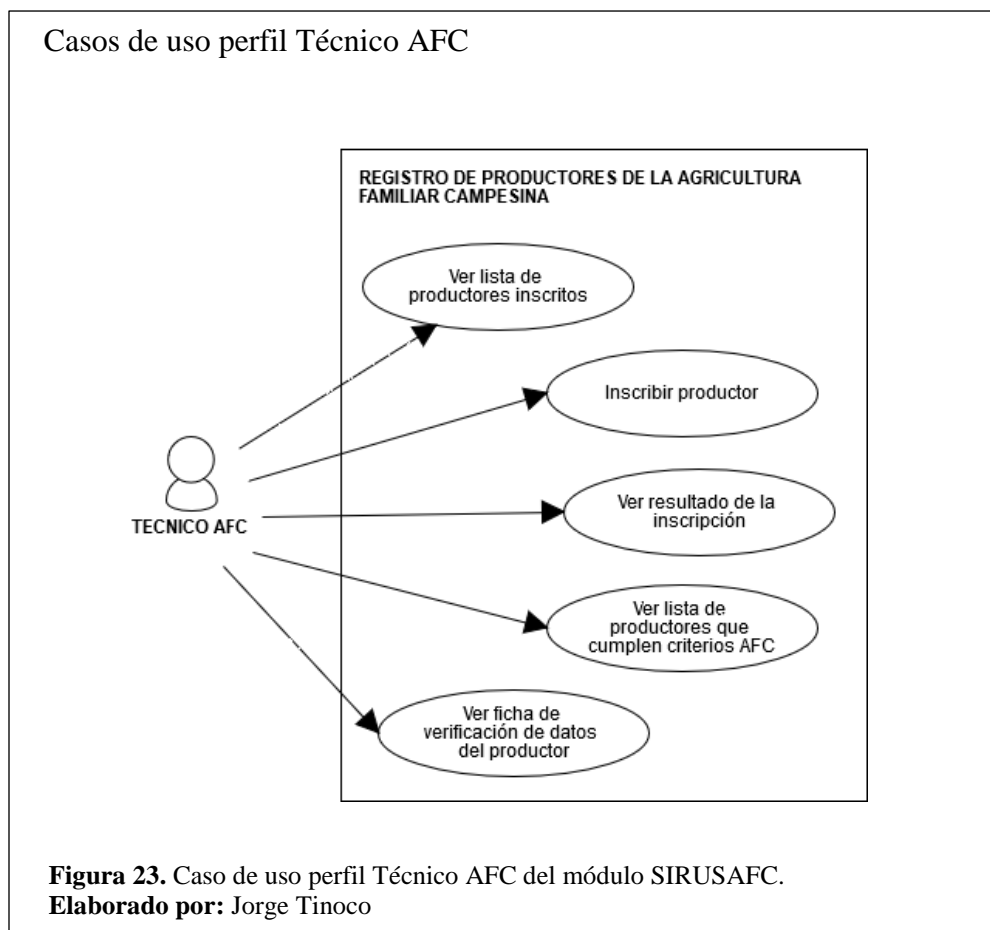 Casos de uso perfil Técnico AFC
REGISTRO DE PRODUCTORES DE LA AGRICULTURA
FAMILIAR CAMPESINA
Ver lista de
productores inscritos
Inscribir productor
Ver resultado de la
inscripción
TECNICO AFC
Ver lista de
productores que
cumplen criterios AFC
Ver ficha de
verificación de datos
del productor
Figura 23. Caso de uso perfil Técnico AFC del módulo SIRUSAFC.
Elaborado por: Jorge Tinoco